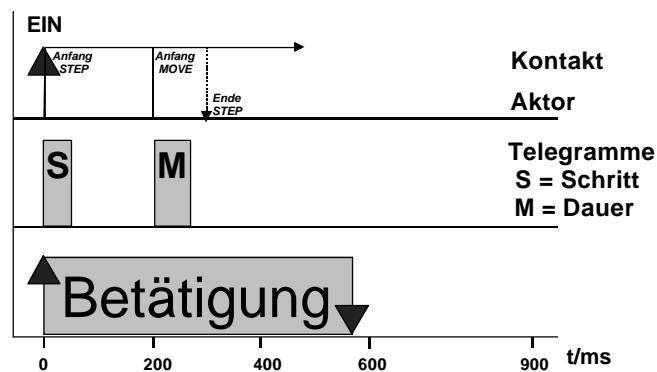 EIN
Anfang
STEP
Anfang
MOVE
Kontakt
Ende
STEP
Aktor
S
M
Telegramme
S = Schritt
M = Dauer
Betätigung
0
200
400
600
900
t/ms